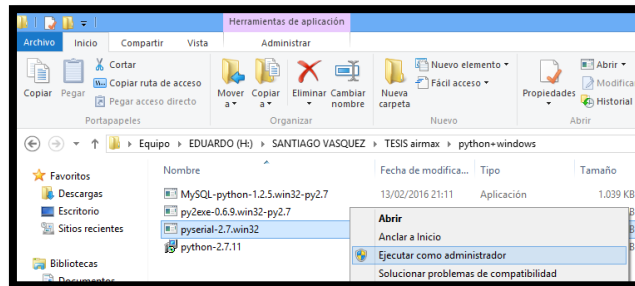 Herramientas de aplicación
Archivo Inicio Compartir Vista Administrar
Copiar Pegar Cortar
Copiar ruta de acceso
Pegar acceso directo
Mover a Copiar a Eliminar Cambiar nombre
Nueva carpeta Nuevo elemento
Fácil acceso
Propiedades Abrir
Modifica
Historial
Portapapeles Organizar Nuevo Abrir
Equipo EDUARDO (H:) SANTIAGO VASQUEZ TESIS airmax python+windows
Favoritos
Descargas
Escritorio
Sitios recientes
Bibliotecas
Documentos
Nombre Fecha de modifica... Tipo Tamaño
MySQL-python-1.2.5.win32-py2.7 13/02/2016 21:11 Aplicación 1.039 KB
py2exe-0.6.9.win32-py2.7
pyserial-2.7.win32
python-2.7.11
Abrir
Anclar a Inicio
Ejecutar como administrador
Solucionar problemas de compatibilidad